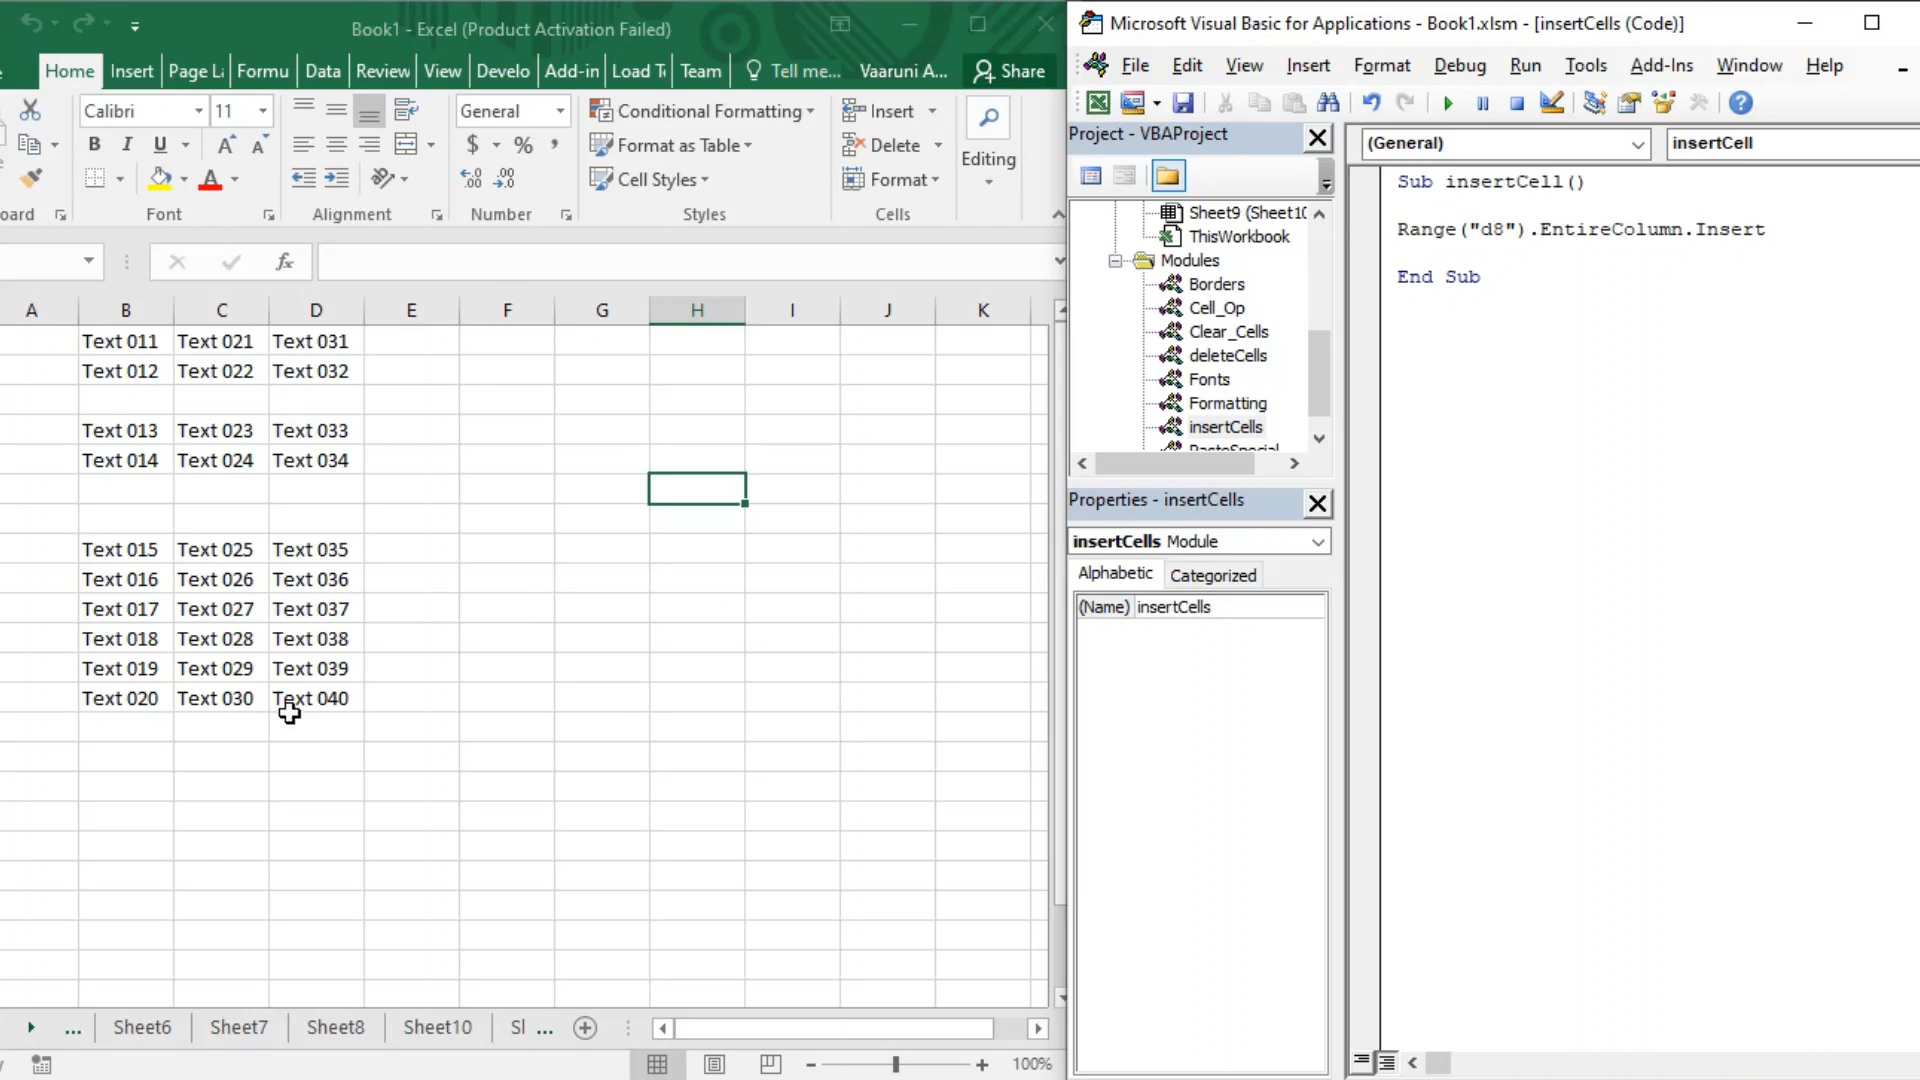 Book1 - Excel (Product Activation Failed)
Home Insert Page L Formu Data Review View Develo Add-in Load T Team Tell me... Vaaruni A... Share
Calibri 11 General Conditional Formatting Insert
B I U A A $ % , Format as Table Delete Editing
A Cell Styles Format
oard Font Alignment Number Styles Cells
fx
A B C D E F G H I J K
Text 011 Text 021 Text 031
Text 012 Text 022 Text 032
Text 013 Text 023 Text 033
Text 014 Text 024 Text 034
Text 015 Text 025 Text 035
Text 016 Text 026 Text 036
Text 017 Text 027 Text 037
Text 018 Text 028 Text 038
Text 019 Text 029 Text 039
Text 020 Text 030 Text 040
... Sheet6 Sheet7 Sheet8 Sheet10 Sl ...
100%
Microsoft Visual Basic for Applications - Book1.xlsm - [insertCells (Code)]
File Edit View Insert Format Debug Run Tools Add-Ins Window Help
Project - VBAProject
Sheet9 (Sheet10
ThisWorkbook
Modules
Borders
Cell_Op
Clear_Cells
deleteCells
Fonts
Formatting
insertCells
PasteSpecial
Properties - insertCells
insertCells Module
Alphabetic Categorized
(Name) insertCells
(General) insertCell
Sub insertCell()
Range("d8").EntireColumn.Insert
End Sub